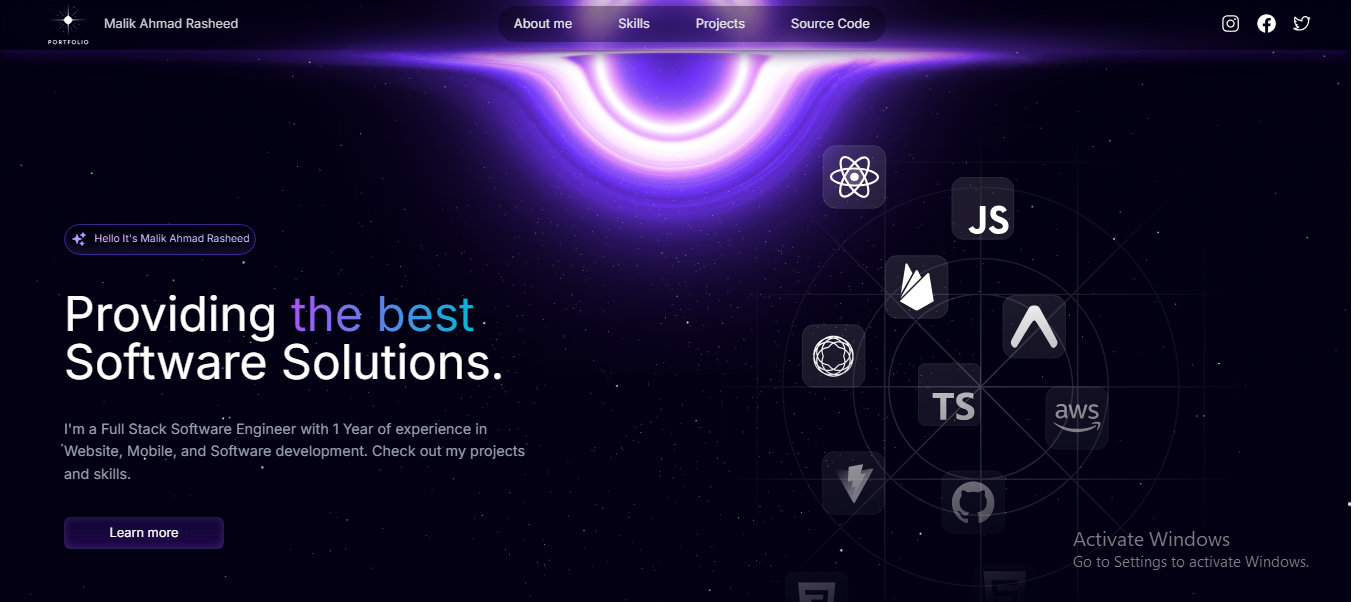 PORTFOLIO
Malik Ahmad Rasheed
About me
Skills
Projects
Source Code
Hello It's Malik Ahmad Rasheed
Providing the best
Software Solutions.
I'm a Full Stack Software Engineer with 1 Year of experience in
Website, Mobile, and Software development. Check out my projects
and skills.
Learn more
JS
TS
aws
Activate Windows
Go to Settings to activate Windows.